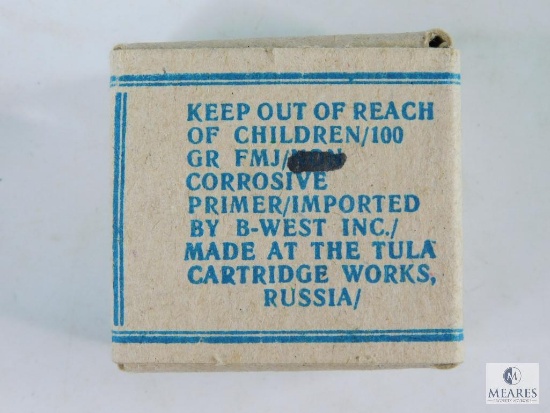 KEEP OUT OF REACH
OF CHILDREN/100
GR FMJ/
CORROSIVE
PRIMER/IMPORTED
BY B-WEST INC./
MADE AT THE TULA
CARTRIDGE WORKS,
RUSSIA/
M
MEARES